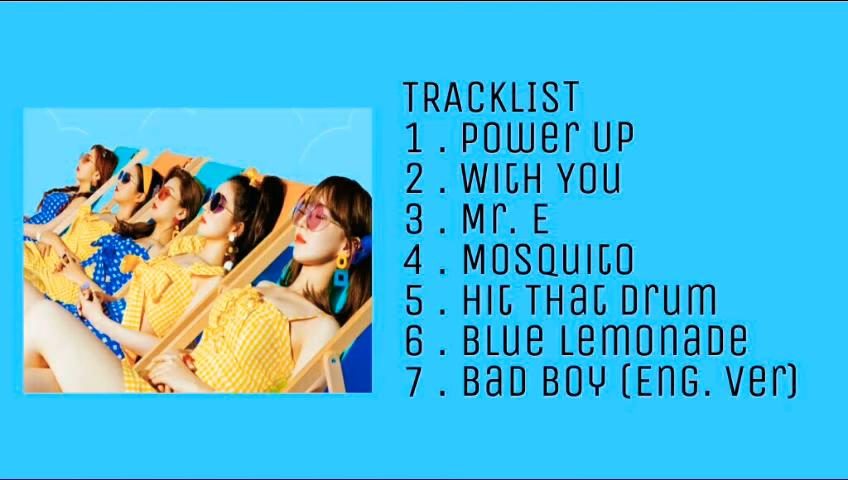 TRACKLIST
1 . Power Up
2 . With You
3 . Mr. E
4 . Mosquito
5 . Hit That Drum
6 . Blue Lemonade
7 . Bad Boy (Eng. Ver)